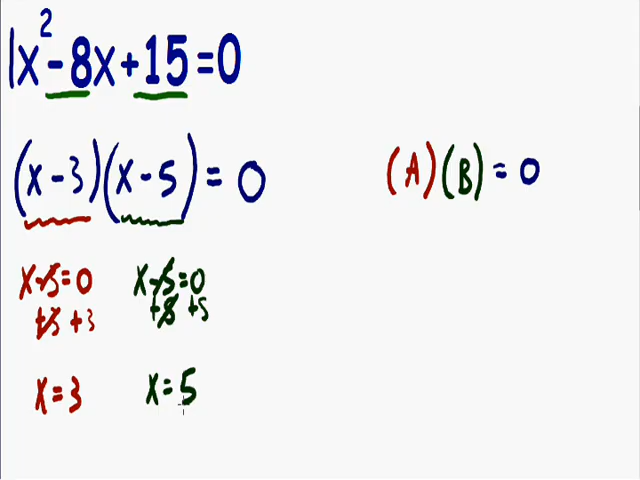 1x²-8x+15=0
(x-3)(x-5)=0
(A)(B)=0
x-3=0 x-5=0
+3 +3 +5 +5
x=3 x=5